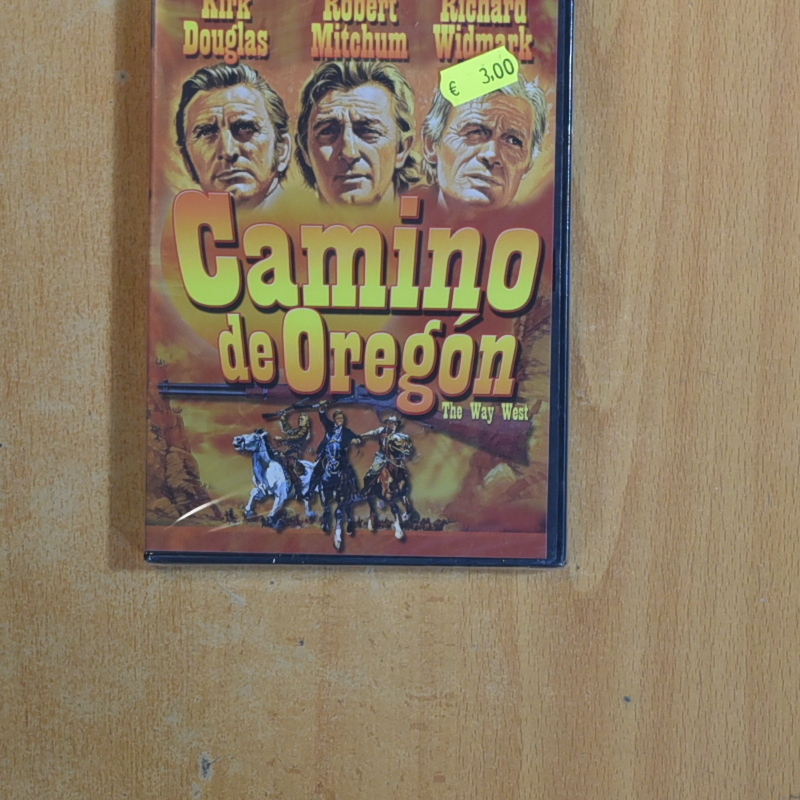 Kirk Robert Richard
Douglas Mitchum Widmark
€ 3,00
Camino
de Oregón
The Way West